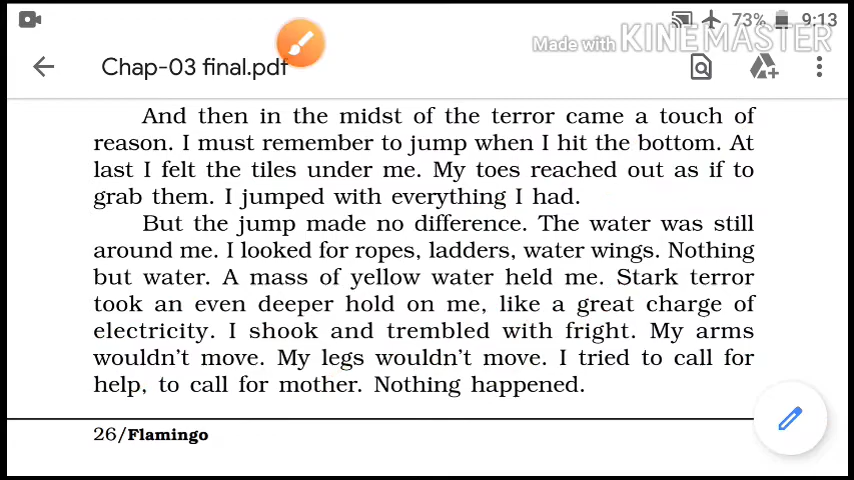 73% 9:13
Made with KINEMASTER
Chap-03 final.pdf
And then in the midst of the terror came a touch of
reason. I must remember to jump when I hit the bottom. At
last I felt the tiles under me. My toes reached out as if to
grab them. I jumped with everything I had.
But the jump made no difference. The water was still
around me. I looked for ropes, ladders, water wings. Nothing
but water. A mass of yellow water held me. Stark terror
took an even deeper hold on me, like a great charge of
electricity. I shook and trembled with fright. My arms
wouldn't move. My legs wouldn't move. I tried to call for
help, to call for mother. Nothing happened.
26/Flamingo